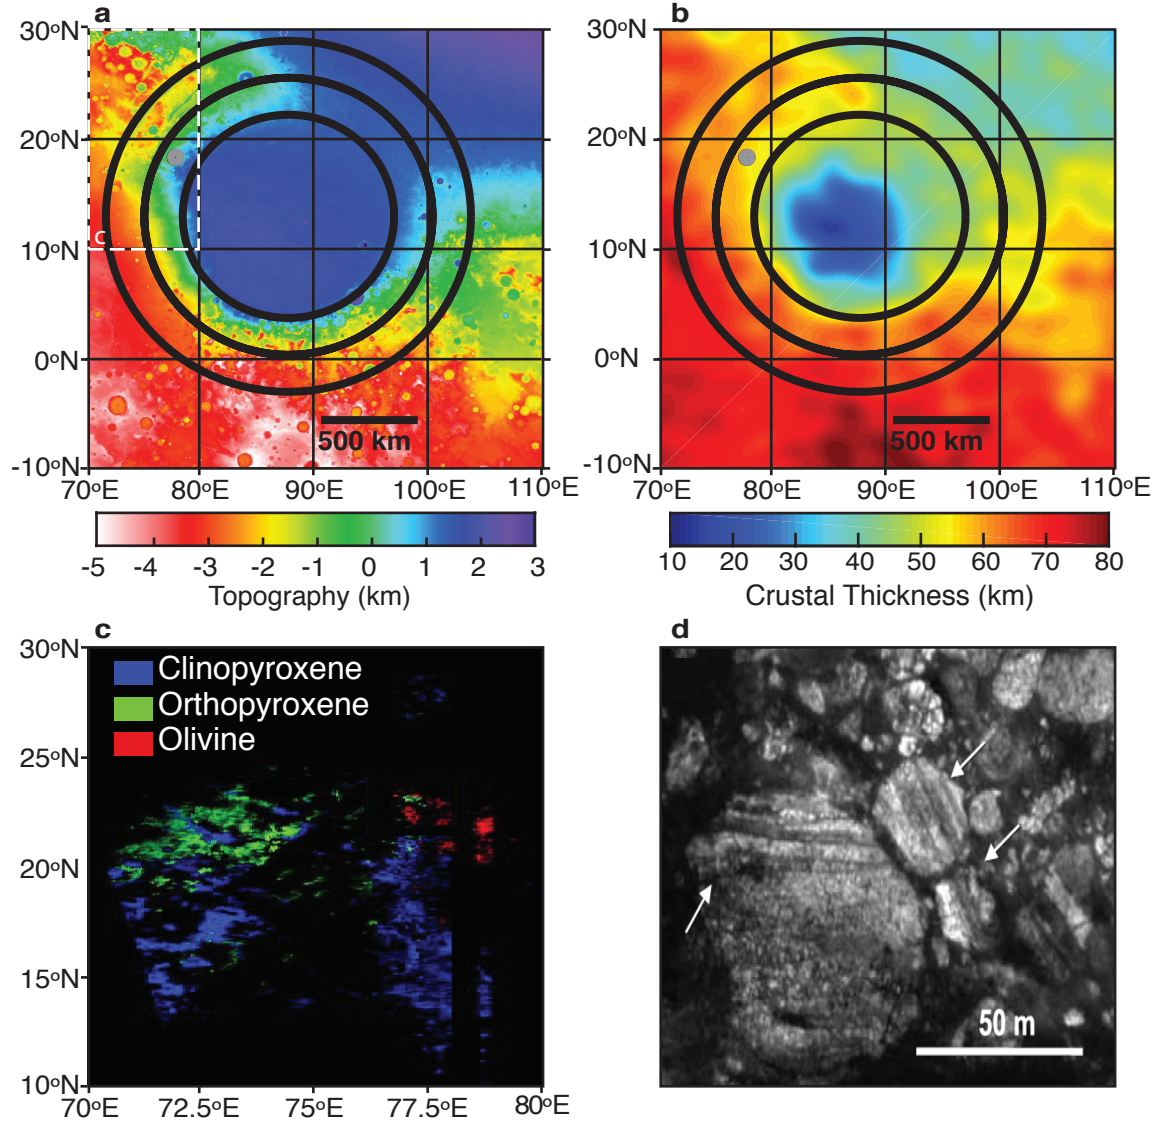 a
30°N
20°N
10°N
0°N
-10°N
C
500 km
70°E 80°E 90°E 100°E 110°E
-5 -4 -3 -2 -1 0 1 2 3
Topography (km)
b
30°N
20°N
10°N
0°N
-10°N
500 km
70°E 80°E 90°E 100°E 110°E
10 20 30 40 50 60 70 80
Crustal Thickness (km)
c
30°N
25°N
20°N
15°N
10°N
Clinopyroxene
Orthopyroxene
Olivine
70°E 72.5°E 75°E 77.5°E 80°E
d
50 m